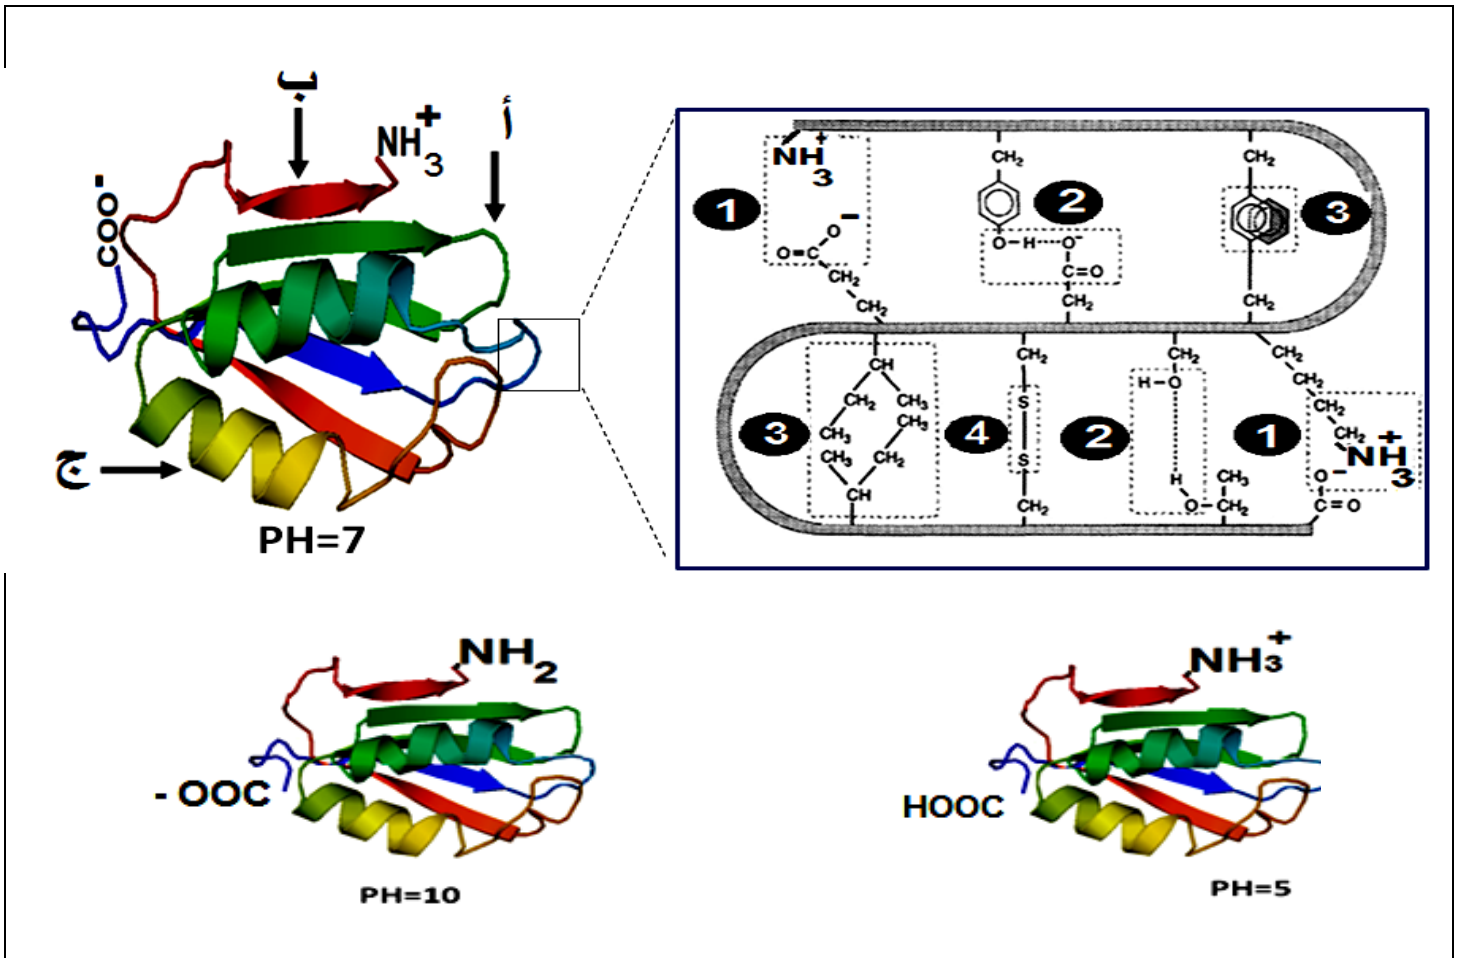 ب
أ
NH3+
COO-
ج
PH=7
NH3+
1
O-
O=C
CH2
CH2
CH2
2
O-H
O-
C=O
CH2
CH2
3
CH2
3
CH
CH2
CH3
CH3
CH3
CH3
CH2
CH
CH2
4
S
S
CH2
CH2
H-O
2
H
O
CH3
CH2
CH2
CH2
CH2
CH2
1
NH3+
O-
C=O
NH2
- OOC
PH=10
NH3+
HOOC
PH=5